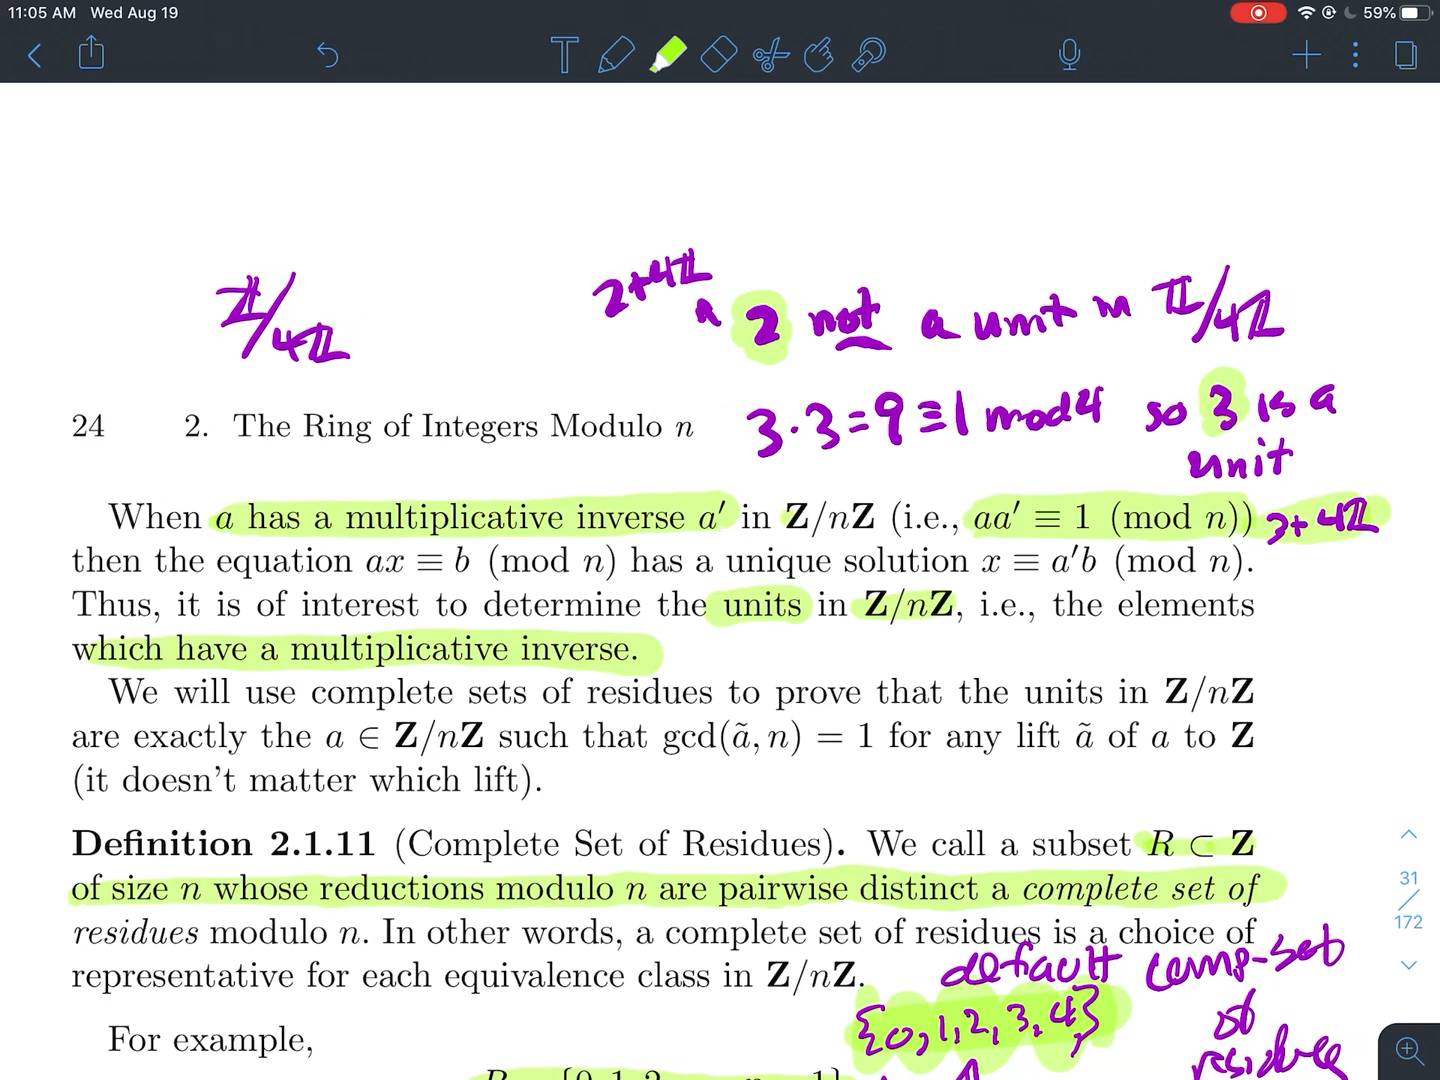 11:05 AM Wed Aug 19
59%
ℤ/4ℤ
2+4ℤ
2 not a unit in ℤ/4ℤ
24 2. The Ring of Integers Modulo n
3·3=9≡1 mod 4 so 3 is a
unit
When a has a multiplicative inverse a′ in Z/nZ (i.e., aa′ ≡ 1 (mod n)) 3+4ℤ
then the equation ax ≡ b (mod n) has a unique solution x ≡ a′b (mod n).
Thus, it is of interest to determine the units in Z/nZ, i.e., the elements
which have a multiplicative inverse.
We will use complete sets of residues to prove that the units in Z/nZ
are exactly the a ∈ Z/nZ such that gcd(ã, n) = 1 for any lift ã of a to Z
(it doesn't matter which lift).
Definition 2.1.11 (Complete Set of Residues). We call a subset R ⊂ Z
of size n whose reductions modulo n are pairwise distinct a complete set of
residues modulo n. In other words, a complete set of residues is a choice of
representative for each equivalence class in Z/nZ.
31
/
172
default comp-set
of
residues
{0,1,2,3,4}
For example,